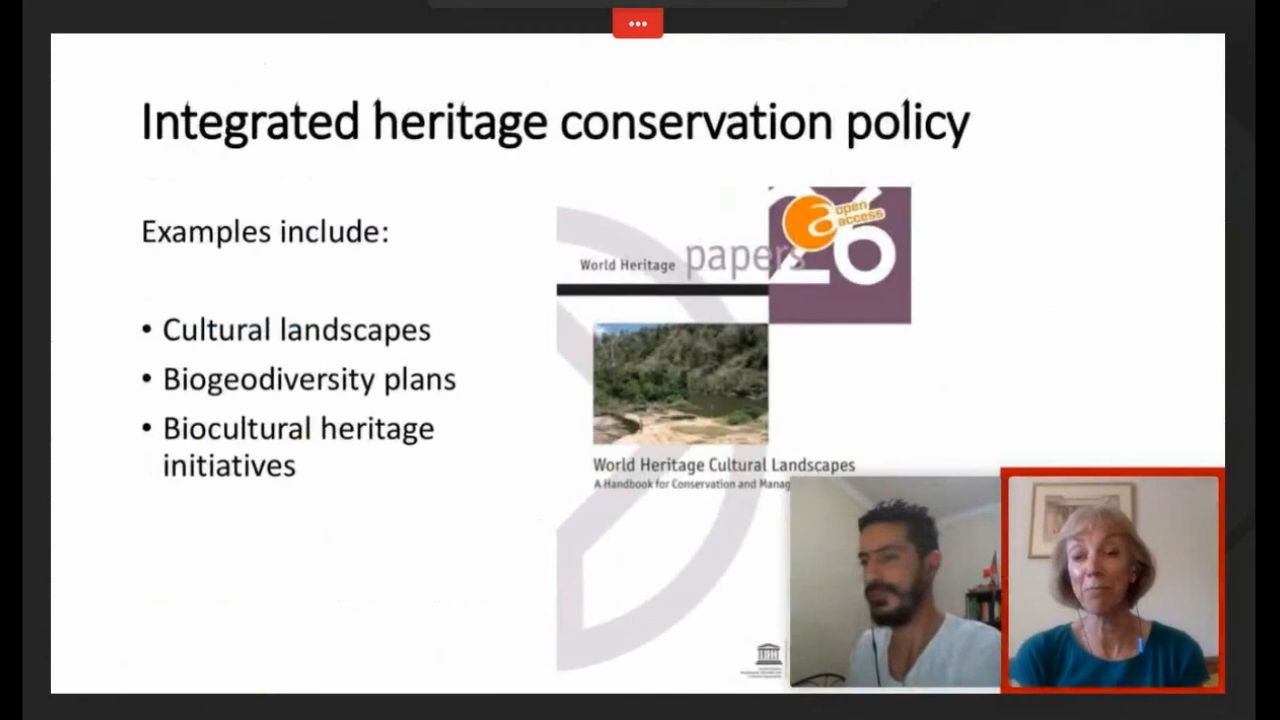 Integrated heritage conservation policy
Examples include:
• Cultural landscapes
• Biogeodiversity plans
• Biocultural heritage
initiatives
open
access
26
World Heritage papers
World Heritage Cultural Landscapes
A Handbook for Conservation and Manag